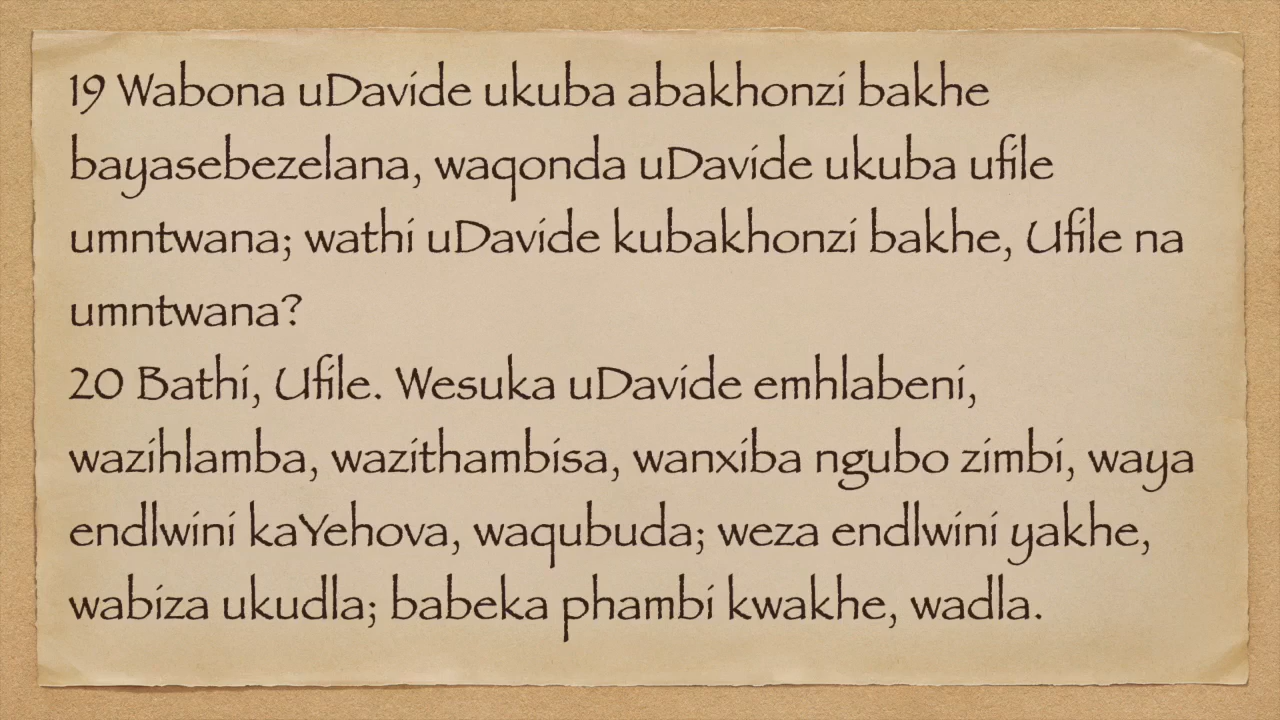 19 Wabona uDavide ukuba abakhonzi bakhe
bayasebezelana, waqonda uDavide ukuba ufile
umntwana; wathi uDavide kubakhonzi bakhe, Ufile na
umntwana?
20 Bathi, Ufile. Wesuka uDavide emhlabeni,
wazihlamba, wazithambisa, wanxiba ngubo zimbi, waya
endlwini kaYehova, waqubuda; weza endlwini yakhe,
wabiza ukudla; babeka phambi kwakhe, wadla.